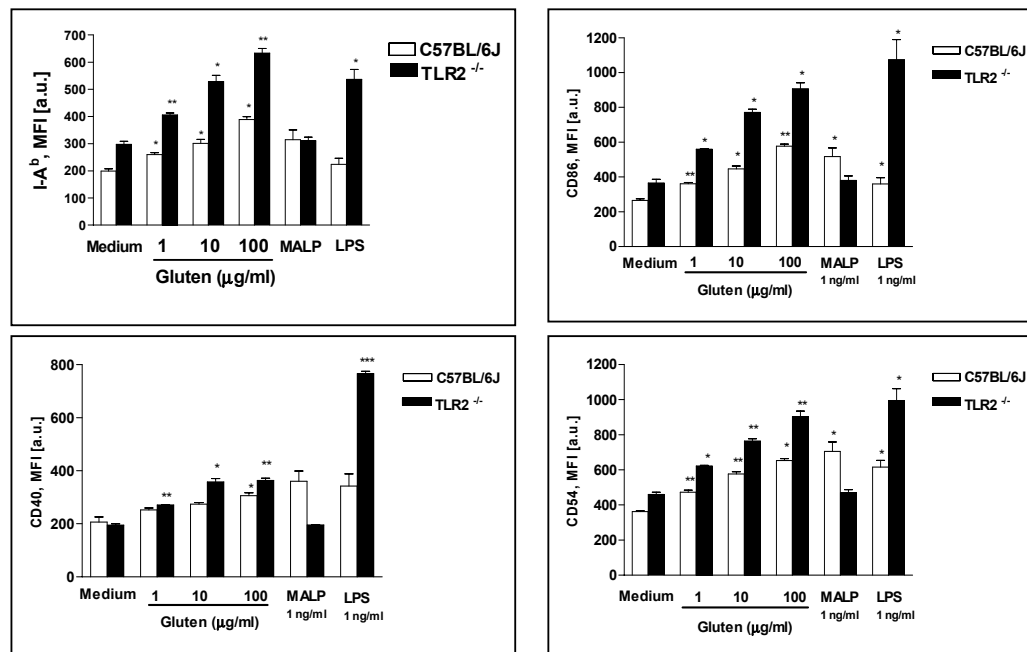 I-A b, MFI [a.u.]
700
600
500
400
300
200
100
0
* ** * * * ** *
C57BL/6J
TLR2 -/-
Medium 1 10 100 MALP LPS
Gluten (μg/ml)
CD86, MFI [a.u.]
1200
1000
800
600
400
200
0
** * * * ** * * * *
C57BL/6J
TLR2 -/-
Medium 1 10 100 MALP LPS
1 ng/ml 1 ng/ml
Gluten (μg/ml)
CD40, MFI [a.u.]
800
600
400
200
0
** * * ** ***
C57BL/6J
TLR2 -/-
Medium 1 10 100 MALP LPS
1 ng/ml 1 ng/ml
Gluten (μg/ml)
CD54, MFI [a.u.]
1200
1000
800
600
400
200
0
** * ** ** * ** * * *
C57BL/6J
TLR2 -/-
Medium 1 10 100 MALP LPS
1 ng/ml 1 ng/ml
Gluten (μg/ml)